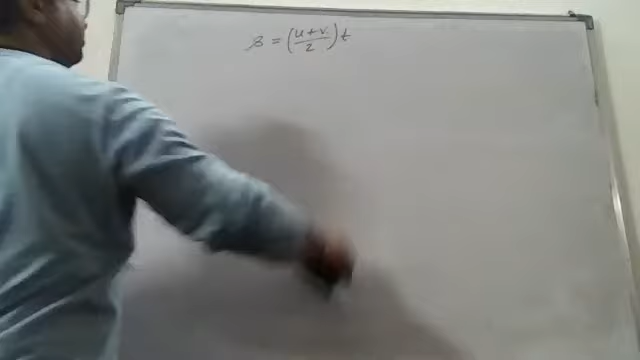 s = (u+v/2)t